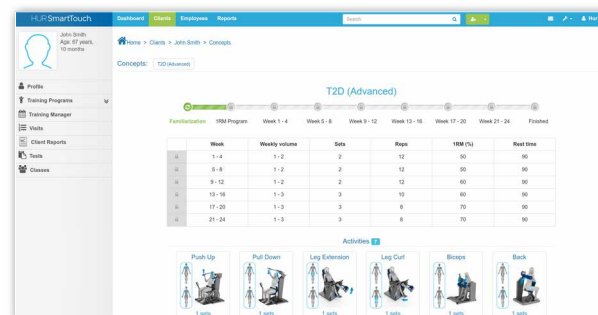 HUR SmartTouch
Dashboard Clients Employees Reports Search
John Smith
Age: 67 years,
10 months
Home > Clients > John Smith > Concepts
Concepts: T2D (Advanced)
Profile
Training Programs
Training Manager
Visits
Client Reports
Tests
Classes
T2D (Advanced)
Familiarization 1RM Program Week 1 - 4 Week 5 - 8 Week 9 - 12 Week 13 - 16 Week 17 - 20 Week 21 - 24 Finished
Week Weekly volume Sets Reps 1RM (%) Rest time
1 - 4 1 - 2 2 12 50 90
5 - 8 1 - 2 2 12 50 90
9 - 12 1 - 2 2 12 60 90
13 - 16 1 - 3 3 10 60 90
17 - 20 1 - 3 3 8 70 90
21 - 24 1 - 3 3 8 70 90
Activities 7
Push Up Pull Down Leg Extension Leg Curl Biceps Back
1 sets 1 sets 1 sets 1 sets 1 sets 1 sets